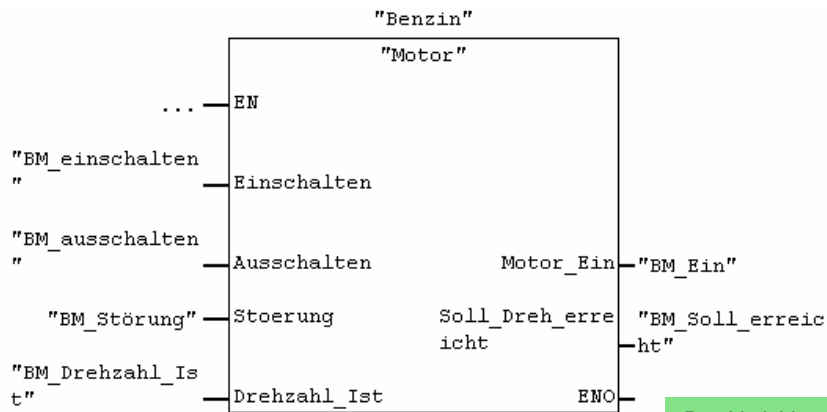 "Benzin"
"Motor"
... EN
"BM_einschalten
"
Einschalten
"BM_ausschalten
"
Ausschalten
Motor_Ein "BM_Ein"
"BM_Störung" Stoerung
Soll_Dreh_erre
icht
"BM_Soll_erreic
ht"
"BM_Drehzahl_Is
t"
Drehzahl_Ist
ENO